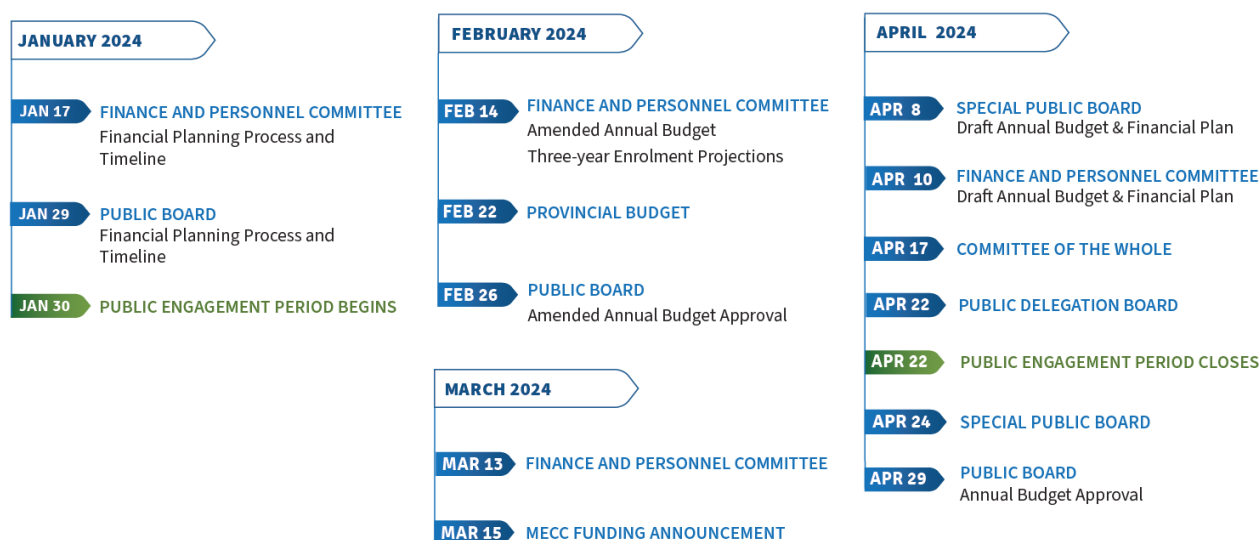 JANUARY 2024
JAN 17
FINANCE AND PERSONNEL COMMITTEE
Financial Planning Process and
Timeline
JAN 29
PUBLIC BOARD
Financial Planning Process and
Timeline
JAN 30
PUBLIC ENGAGEMENT PERIOD BEGINS
FEBRUARY 2024
FEB 14
FINANCE AND PERSONNEL COMMITTEE
Amended Annual Budget
Three-year Enrolment Projections
FEB 22
PROVINCIAL BUDGET
FEB 26
PUBLIC BOARD
Amended Annual Budget Approval
MARCH 2024
MAR 13
FINANCE AND PERSONNEL COMMITTEE
MAR 15
MECC FUNDING ANNOUNCEMENT
APRIL 2024
APR 8
SPECIAL PUBLIC BOARD
Draft Annual Budget & Financial Plan
APR 10
FINANCE AND PERSONNEL COMMITTEE
Draft Annual Budget & Financial Plan
APR 17
COMMITTEE OF THE WHOLE
APR 22
PUBLIC DELEGATION BOARD
APR 22
PUBLIC ENGAGEMENT PERIOD CLOSES
APR 24
SPECIAL PUBLIC BOARD
APR 29
PUBLIC BOARD
Annual Budget Approval